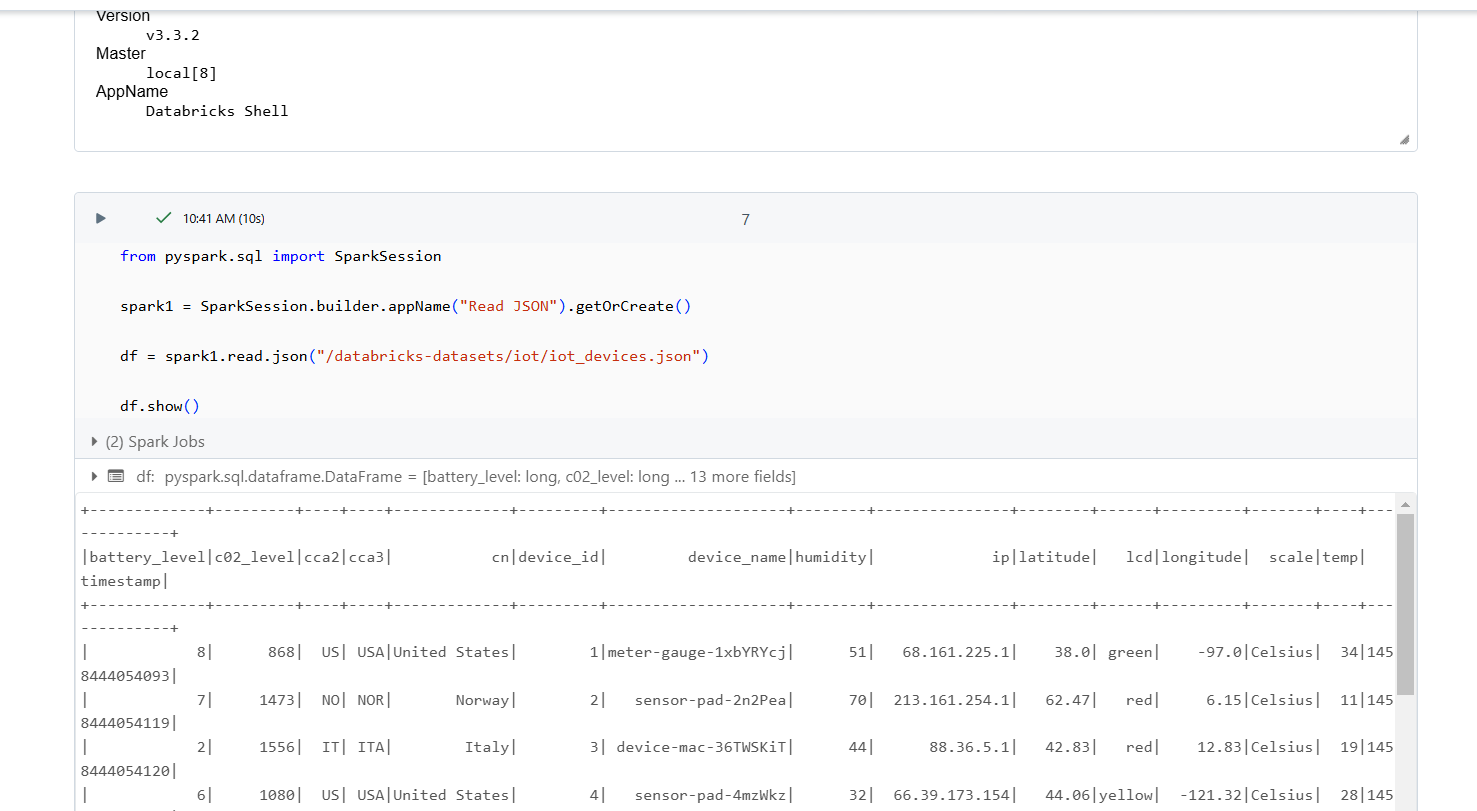 Version
v3.3.2
Master
local[8]
AppName
Databricks Shell
10:41 AM (10s)
7
from pyspark.sql import SparkSession
spark1 = SparkSession.builder.appName("Read JSON").getOrCreate()
df = spark1.read.json("/databricks-datasets/iot/iot_devices.json")
df.show()
(2) Spark Jobs
df: pyspark.sql.dataframe.DataFrame = [battery_level: long, c02_level: long ... 13 more fields]
+-------------+---------+----+----+-------------+---------+--------------------+--------+---------------+--------+------+---------+-------+----+---
----------+
|battery_level|c02_level|cca2|cca3|           cn|device_id|         device_name|humidity|             ip|latitude|   lcd|longitude|  scale|temp|
timestamp|
+-------------+---------+----+----+-------------+---------+--------------------+--------+---------------+--------+------+---------+-------+----+---
----------+
|            8|      868|  US| USA|United States|        1|meter-gauge-1xbYRYcj|      51|   68.161.225.1|    38.0| green|    -97.0|Celsius|  34|145
8444054093|
|            7|     1473|  NO| NOR|       Norway|        2|   sensor-pad-2n2Pea|      70|  213.161.254.1|   62.47|   red|     6.15|Celsius|  11|145
8444054119|
|            2|     1556|  IT| ITA|        Italy|        3| device-mac-36TWSKiT|      44|      88.36.5.1|   42.83|   red|    12.83|Celsius|  19|145
8444054120|
|            6|     1080|  US| USA|United States|        4|   sensor-pad-4mzWkz|      32|  66.39.173.154|   44.06|yellow|  -121.32|Celsius|  28|145